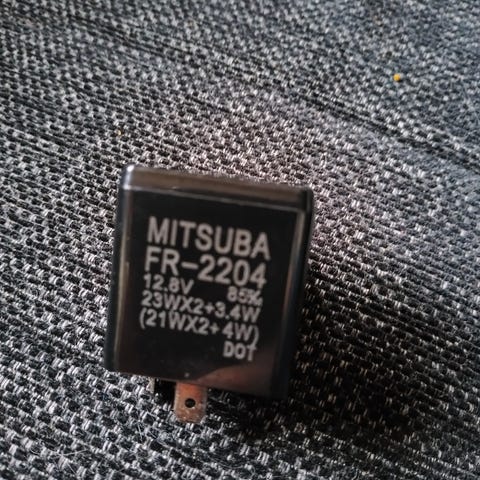 MITSUBA
FR-2204
12.8V 85%
23WX2+3.4W
(21WX2+4W)
DOT